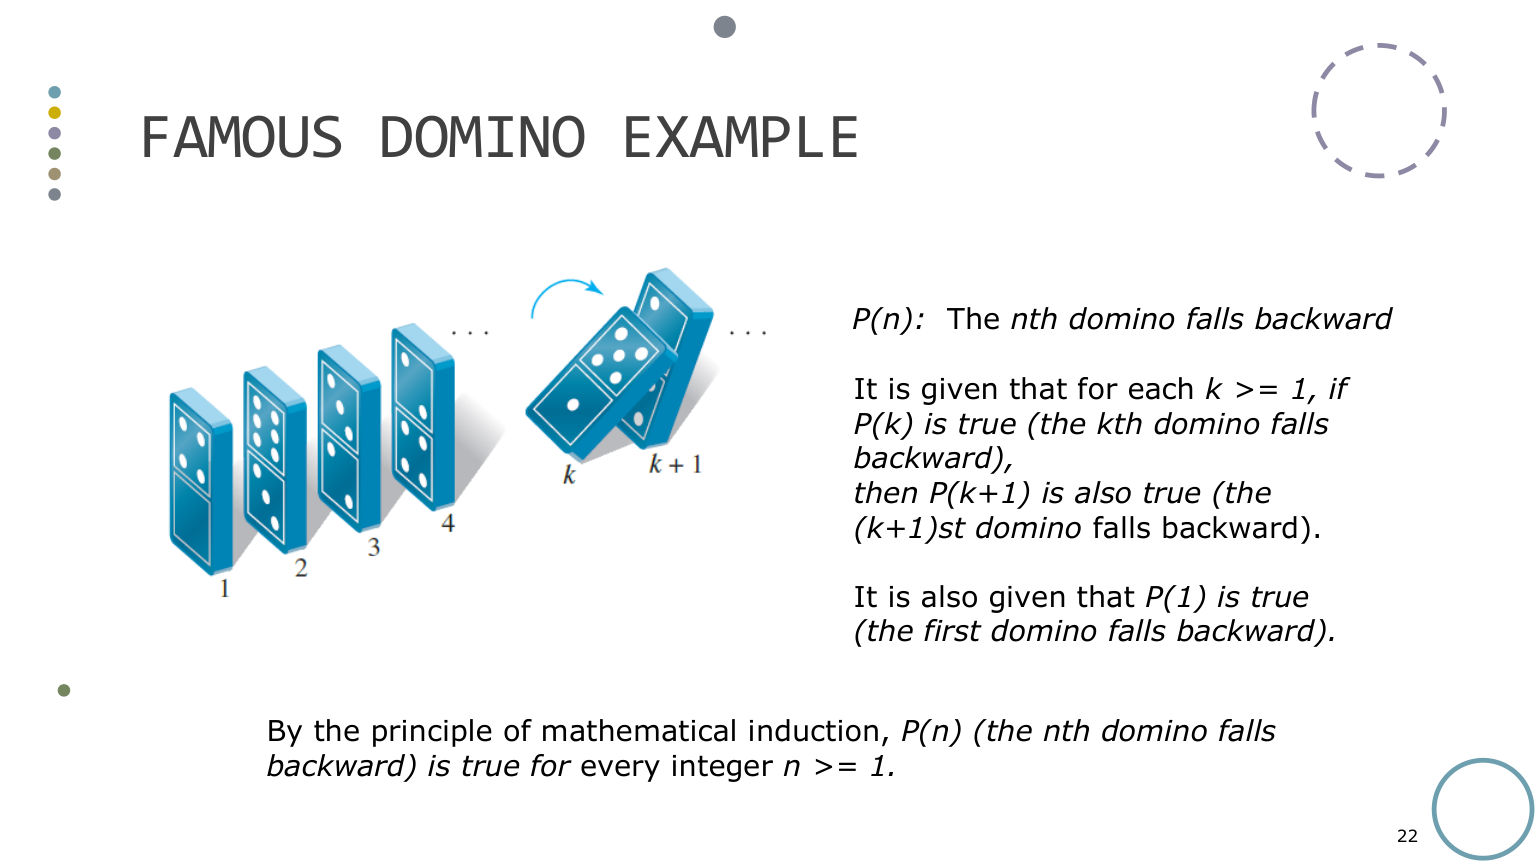 FAMOUS DOMINO EXAMPLE
. . .
. . .
1
2
3
4
k
k + 1
P(n): The nth domino falls backward
It is given that for each k >= 1, if
P(k) is true (the kth domino falls
backward),
then P(k+1) is also true (the
(k+1)st domino falls backward).
It is also given that P(1) is true
(the first domino falls backward).
By the principle of mathematical induction, P(n) (the nth domino falls
backward) is true for every integer n >= 1.
22